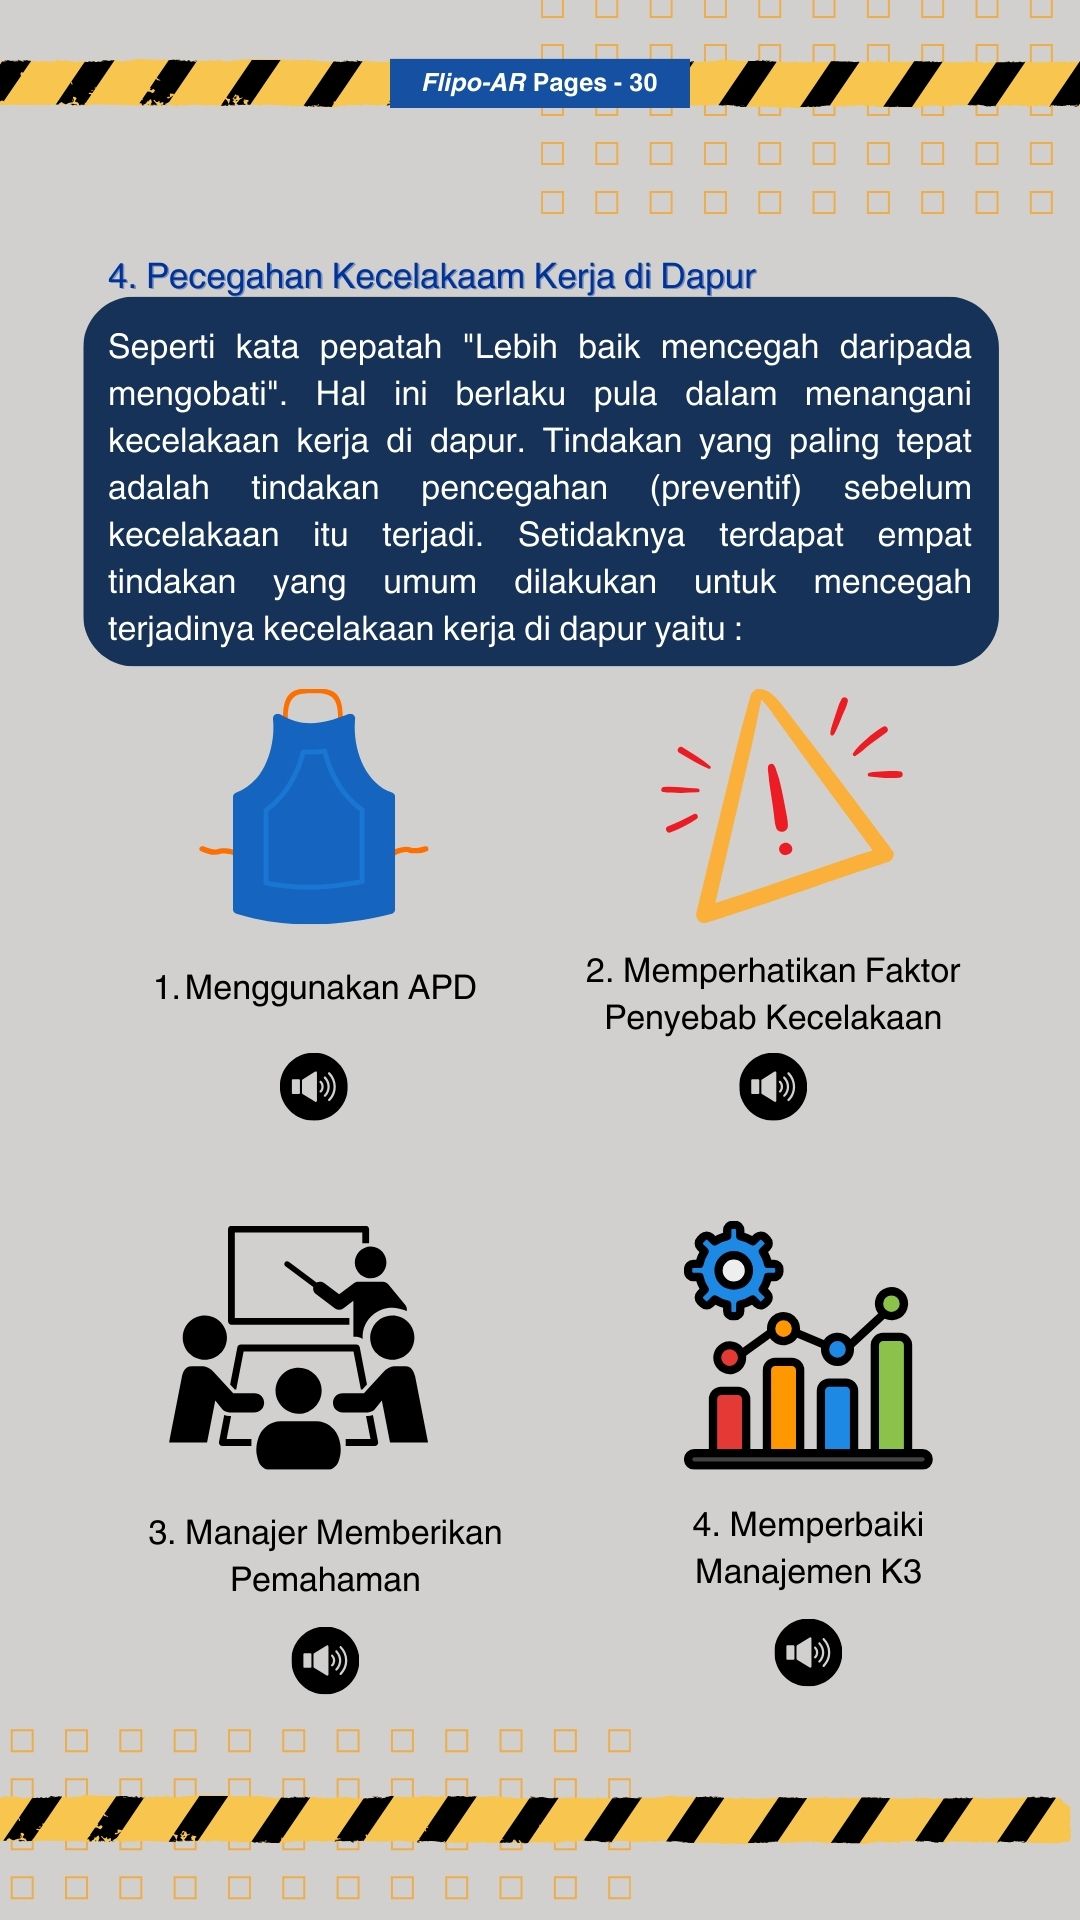 Flipo-AR Pages - 30
4. Pecegahan Kecelakaam Kerja di Dapur
Seperti kata pepatah "Lebih baik mencegah daripada
mengobati". Hal ini berlaku pula dalam menangani
kecelakaan kerja di dapur. Tindakan yang paling tepat
adalah tindakan pencegahan (preventif) sebelum
kecelakaan itu terjadi. Setidaknya terdapat empat
tindakan yang umum dilakukan untuk mencegah
terjadinya kecelakaan kerja di dapur yaitu :
1. Menggunakan APD
2. Memperhatikan Faktor
Penyebab Kecelakaan
3. Manajer Memberikan
Pemahaman
4. Memperbaiki
Manajemen K3